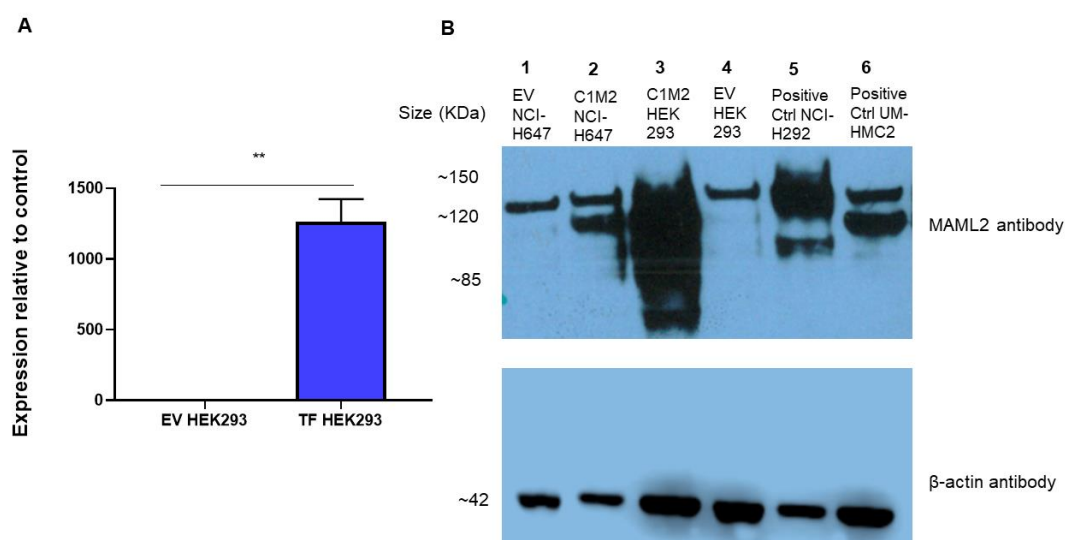 A
**
Expression relative to control
1500
1000
500
0
EV HEK293
TF HEK293
B
1
2
3
4
5
6
EV
NCI-
H647
C1M2
NCI-
H647
C1M2
HEK
293
EV
HEK
293
Positive
Ctrl NCI-
H292
Positive
Ctrl UM-
HMC2
Size (KDa)
~150
~120
~85
MAML2 antibody
~42
β-actin antibody